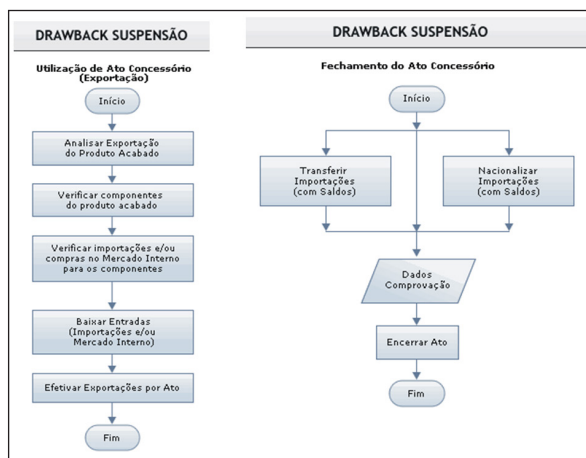 DRAWBACK SUSPENSÃO
Utilização de Ato Concessório
(Exportação)
Início
Analisar Exportação
do Produto Acabado
Verificar componentes
do produto acabado
Verificar importações e/ou
compras no Mercado Interno
para os componentes
Baixar Entradas
(Importações e/ou
Mercado Interno)
Efetivar Exportações por Ato
Fim
DRAWBACK SUSPENSÃO
Fechamento do Ato Concessório
Início
Transferir
Importações
(com Saldos)
Nacionalizar
Importações
(com Saldos)
Dados
Comprovação
Encerrar Ato
Fim